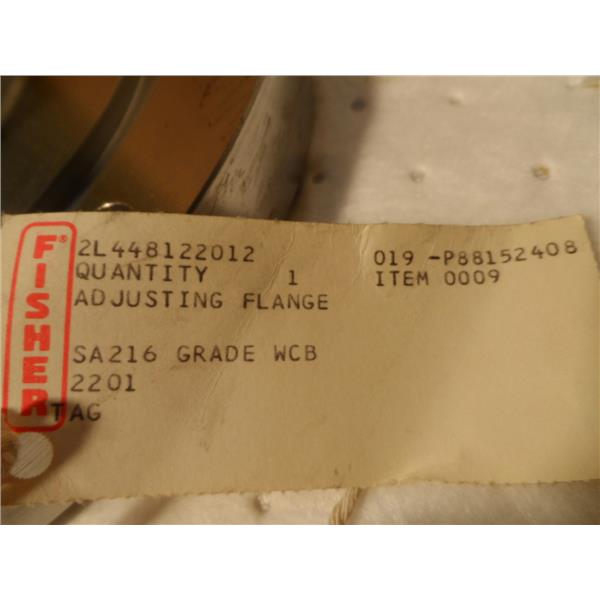 FISHER®
2L448122012 019 -P88152408
QUANTITY 1 ITEM 0009
ADJUSTING FLANGE
SA216 GRADE WCB
2201
TAG